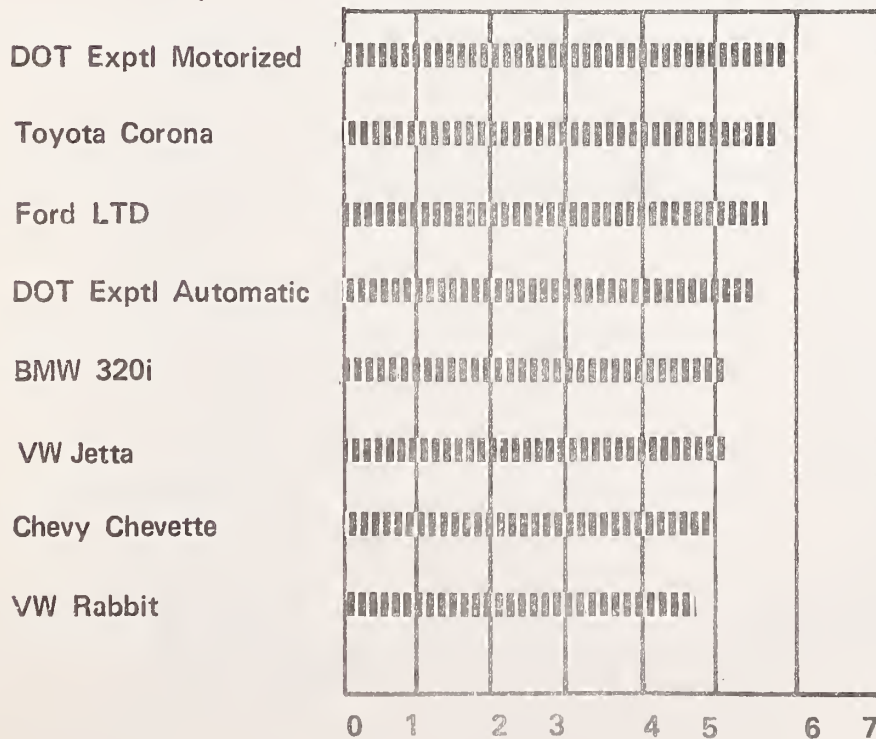 DOT Exptl Motorized
Toyota Corona
Ford LTD
DOT Exptl Automatic
BMW 320i
VW Jetta
Chevy Chevette
VW Rabbit
0 1 2 3 4 5 6 7